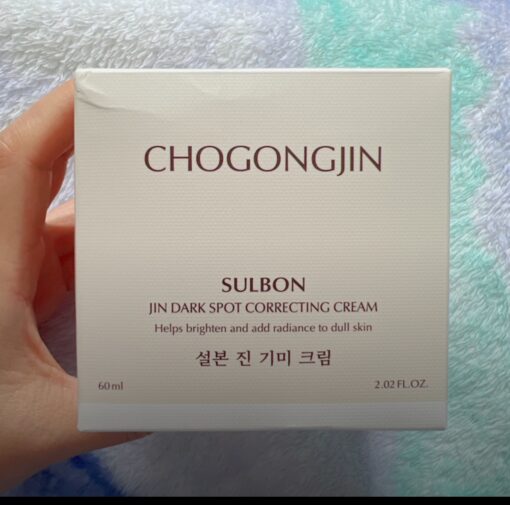 CHOGONGJIN
SULBON
JIN DARK SPOT CORRECTING CREAM
Helps brighten and add radiance to dull skin
설본 진 기미 크림
60ml 2.02 FL.OZ.